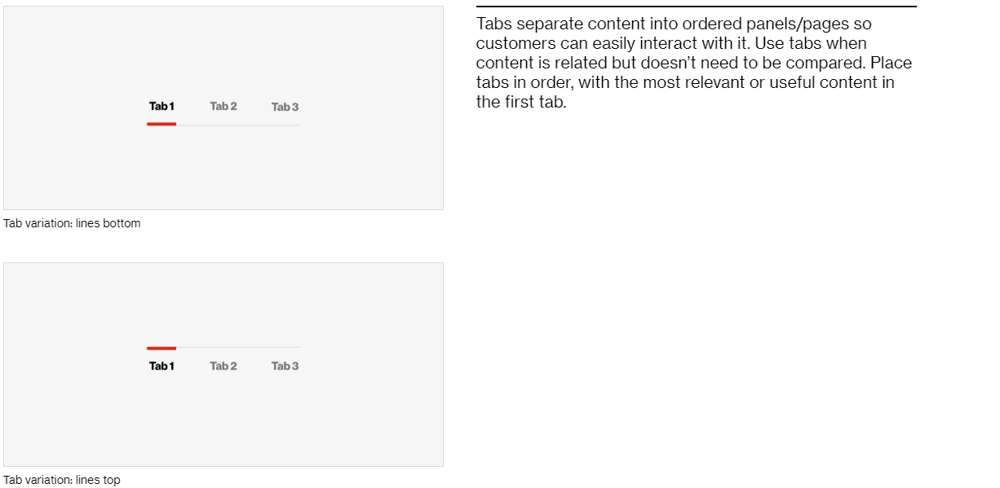 Tab 1 Tab 2 Tab 3
Tab variation: lines bottom
Tab 1 Tab 2 Tab 3
Tab variation: lines top
Tabs separate content into ordered panels/pages so
customers can easily interact with it. Use tabs when
content is related but doesn’t need to be compared. Place
tabs in order, with the most relevant or useful content in
the first tab.